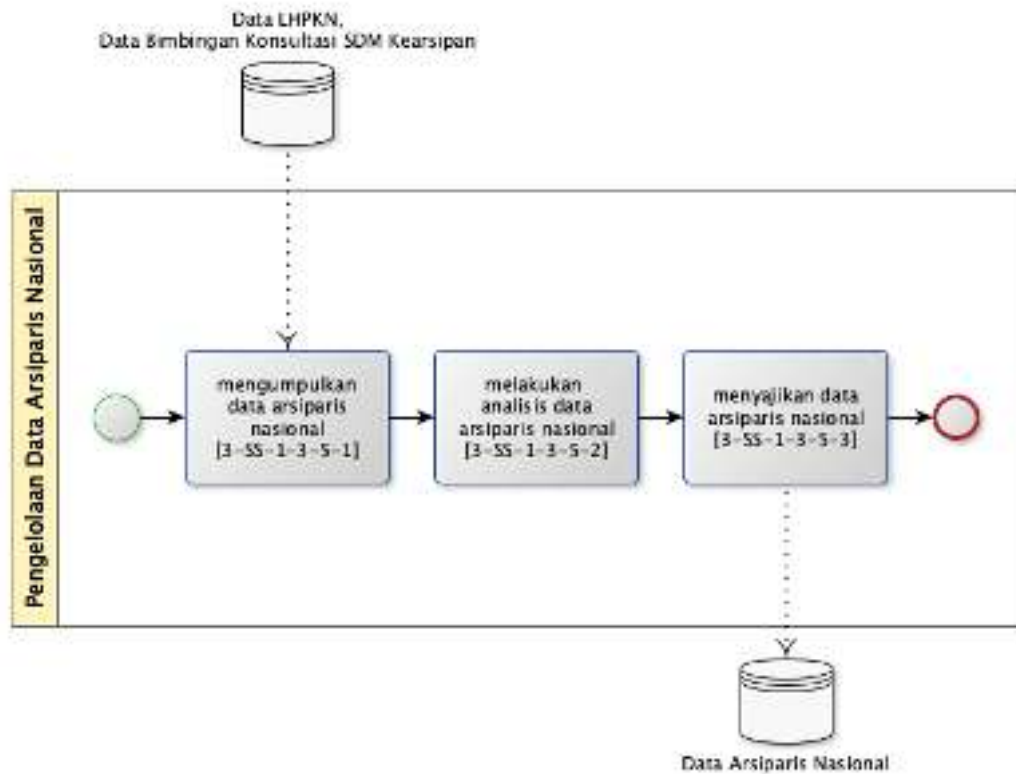 Data LHPKN,
Data Bimbingan Konsultasi SDM Kearsipan
Pengelolaan Data Arsiparis Nasional
mengumpulkan
data arsiparis
nasional
[3-SS-1-3-5-1]
melakukan
analisis data
arsiparis nasional
[3-SS-1-3-5-2]
menyajikan data
arsiparis nasional
[3-SS-1-3-5-3]
Data Arsiparis Nasional